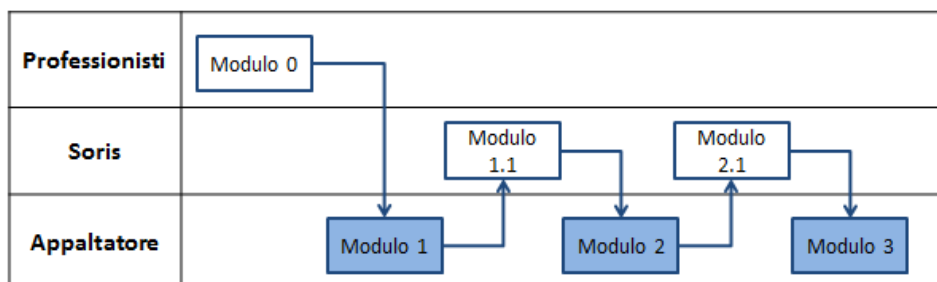 Professionisti
Modulo 0
Soris
Modulo
1.1
Modulo
2.1
Appaltatore
Modulo 1
Modulo 2
Modulo 3